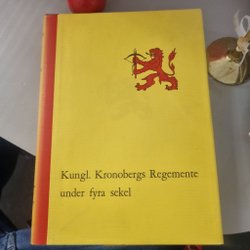 Kungl. Kronobergs Regemente
under fyra sekel